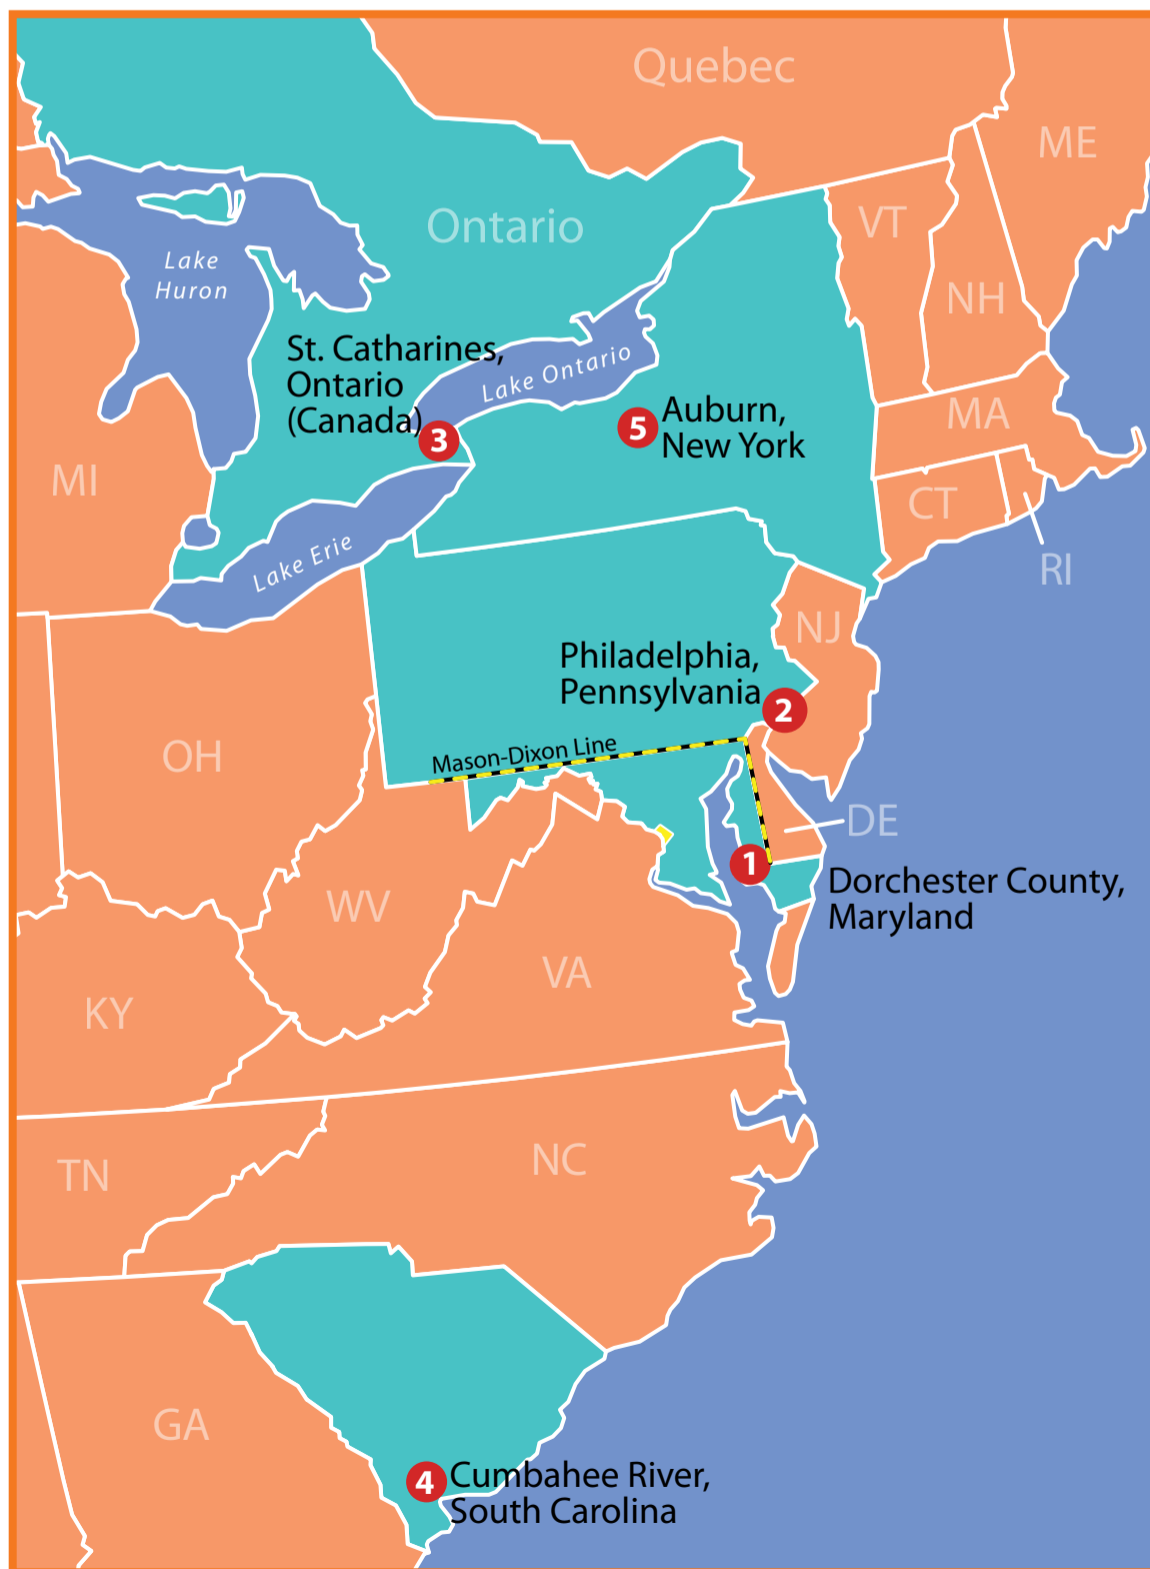 Quebec
ME
Ontario
VT
Lake
Huron
NH
St. Catharines,
Ontario
(Canada)
Lake Ontario
3
5
Auburn,
New York
MA
MI
CT
RI
Lake Erie
NJ
Philadelphia,
Pennsylvania
2
OH
Mason-Dixon Line
DE
1
Dorchester County,
Maryland
WV
VA
KY
TN
NC
GA
4
Cumbahee River,
South Carolina